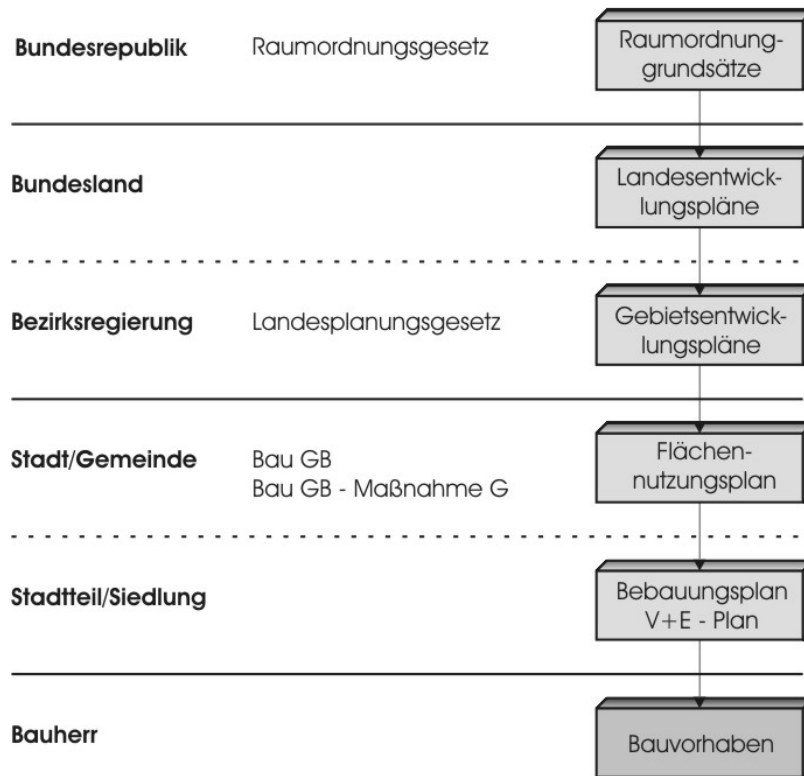 Bundesrepublik
Raumordnungsgesetz
Raumordnung-
grundsätze
Bundesland
Landesentwick-
lungspläne
Bezirksregierung
Landesplanungsgesetz
Gebietsentwick-
lungspläne
Stadt/Gemeinde
Bau GB
Bau GB - Maßnahme G
Flächen-
nutzungsplan
Stadtteil/Siedlung
Bebauungsplan
V+E - Plan
Bauherr
Bauvorhaben